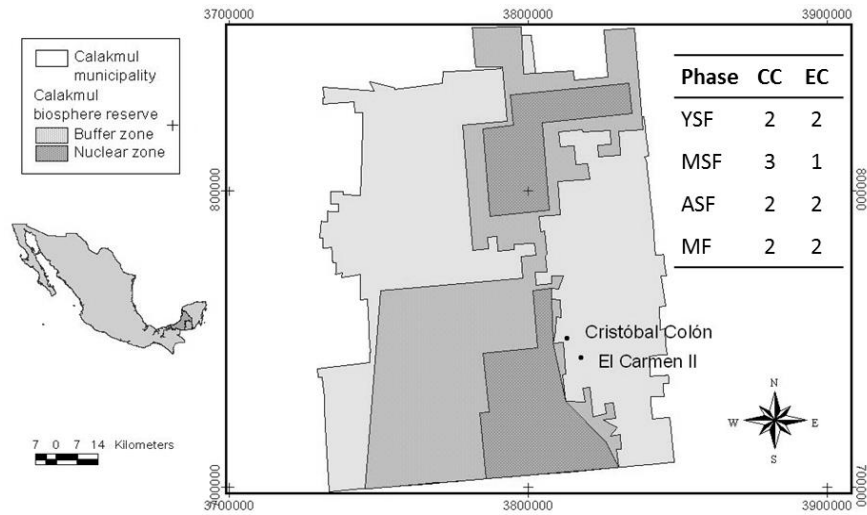 3700000
3800000
3900000
Calakmul
municipality
Calakmul
biosphere reserve
Buffer zone
Nuclear zone
Phase CC EC
YSF 2 2
MSF 3 1
ASF 2 2
MF 2 2
800000
800000
Cristóbal Colón
El Carmen II
N
W E
S
7 0 7 14 Kilometers
700000
700000
3700000
3800000
3900000